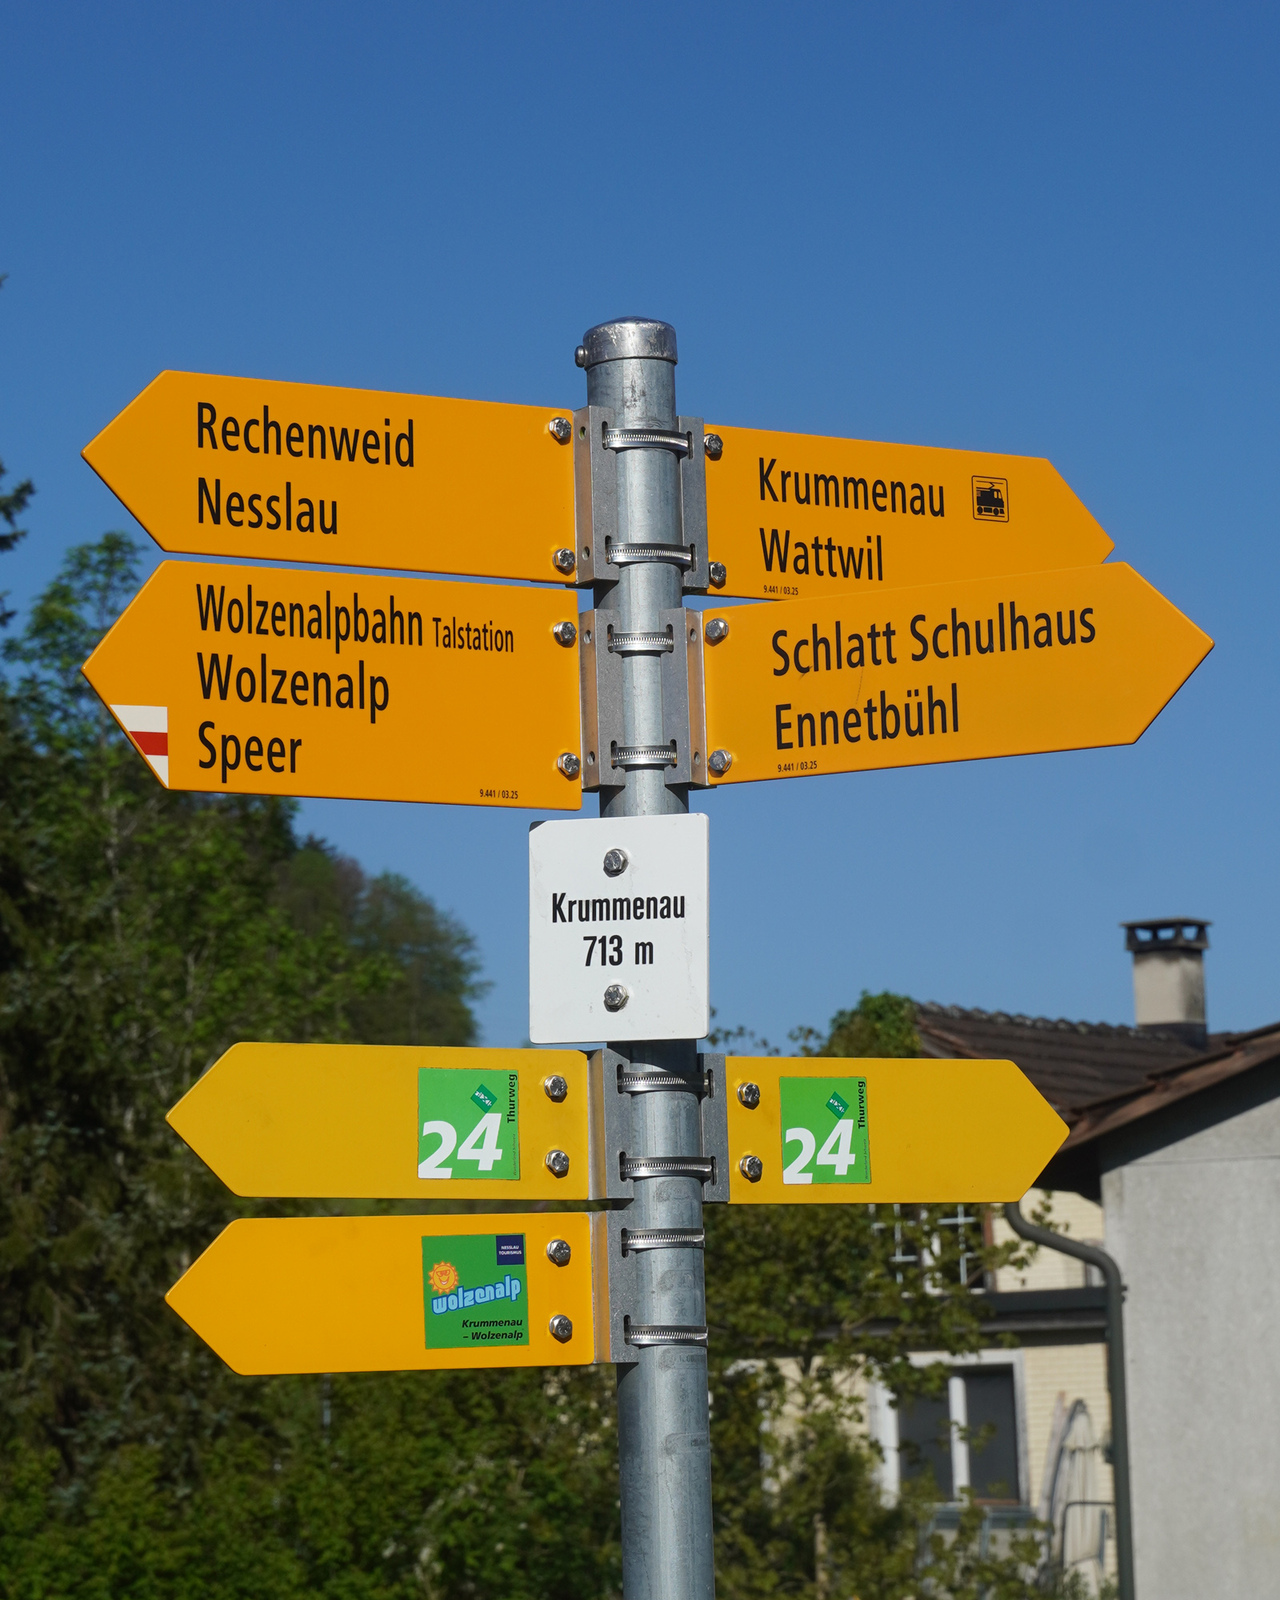 Rechenweid
Nesslau
Krummenau
Wattwil
9.441 / 03.25
Wolzenalpbahn Talstation
Wolzenalp
Speer
9.441 / 03.25
Schlatt Schulhaus
Ennetbühl
9.441 / 03.25
Krummenau
713 m
24
Thurweg
24
Thurweg
NESSLAU
TOURISMUS
wolzenalp
Krummenau
– Wolzenalp